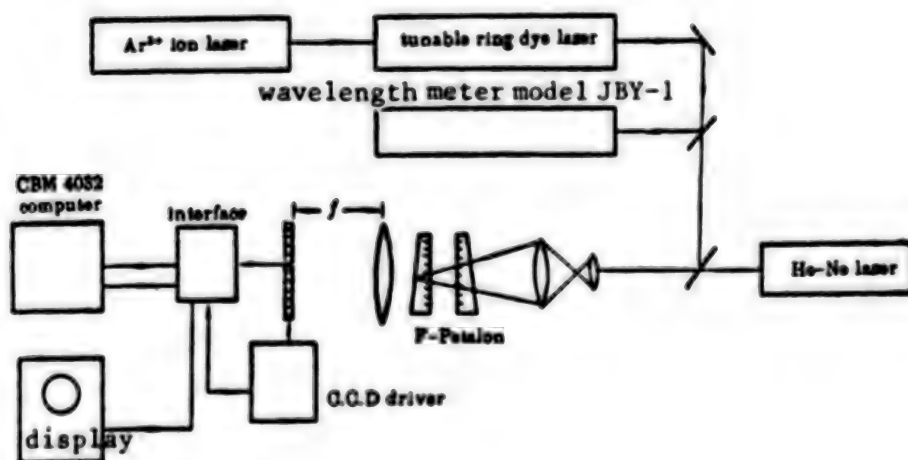 Ar³⁺ ion laser
tunable ring dye laser
wavelength meter model JBY-1
CBM 4032
computer
interface
f
He-Ne laser
F-Petalon
C.C.D driver
display